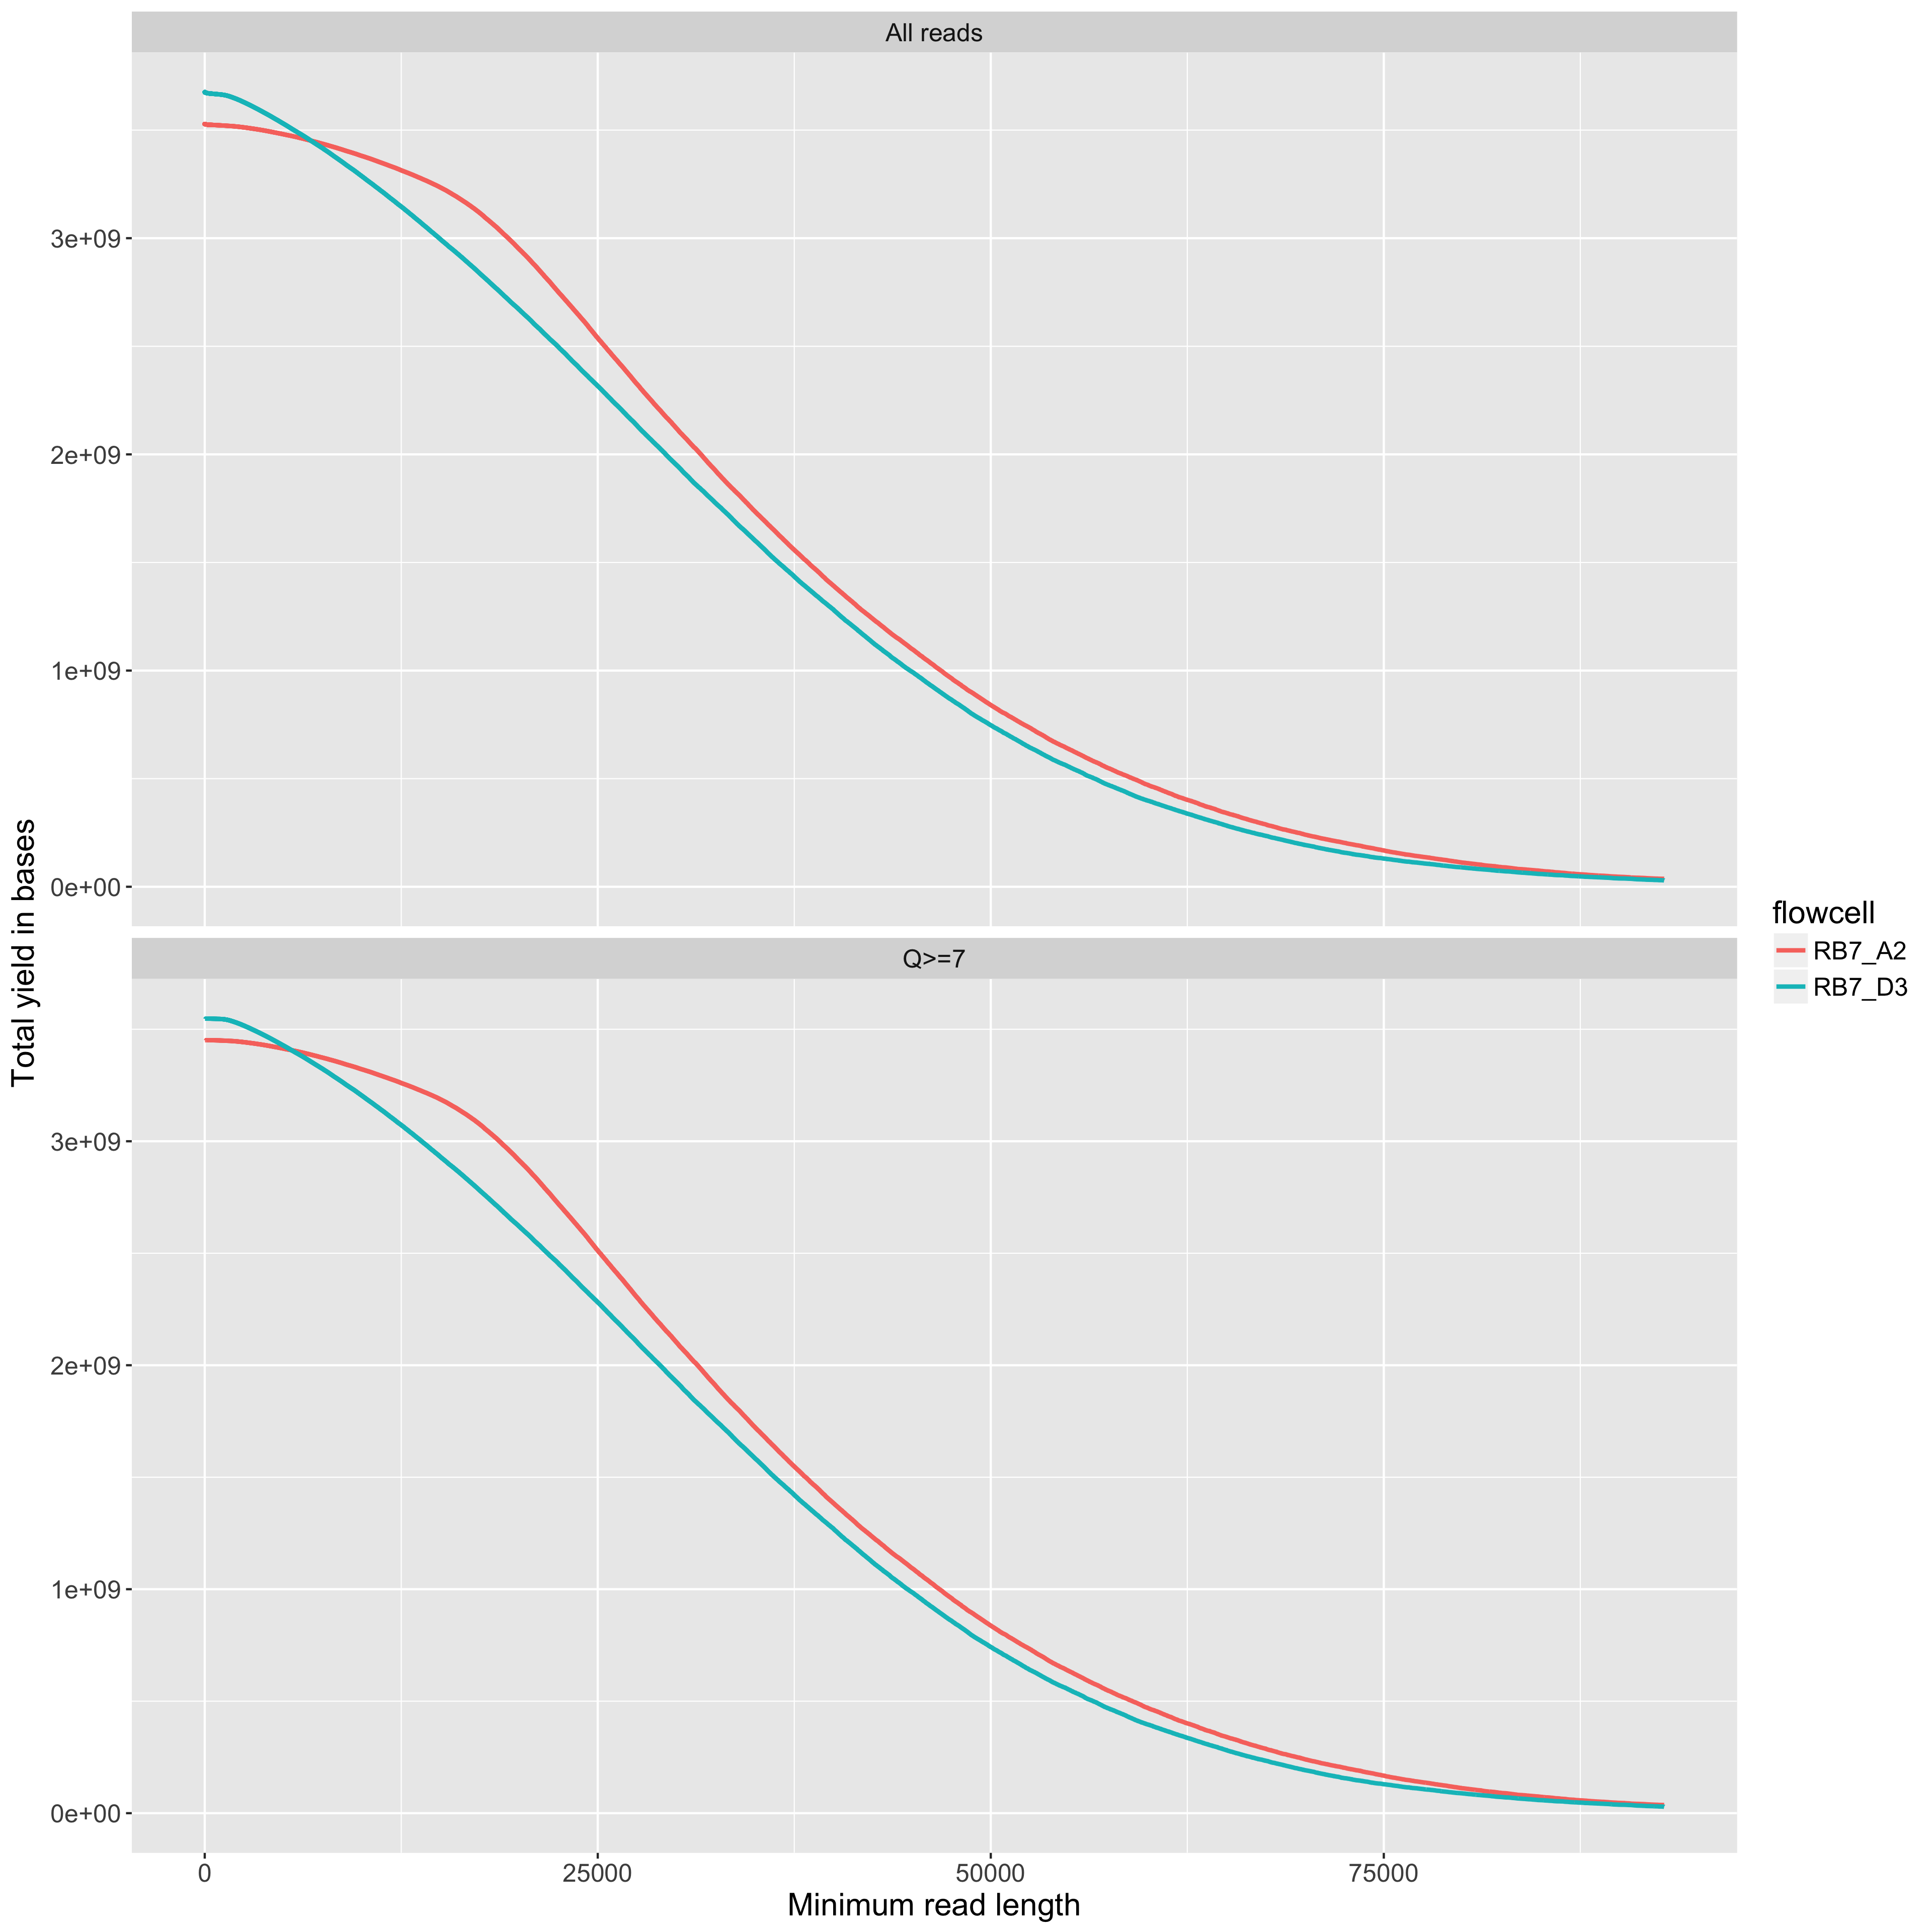 All reads
3e+09
2e+09
1e+09
0e+00
Q>=7
3e+09
2e+09
1e+09
0e+00
0 25000 50000 75000
Minimum read length
Total yield in bases
flowcell
RB7_A2
RB7_D3